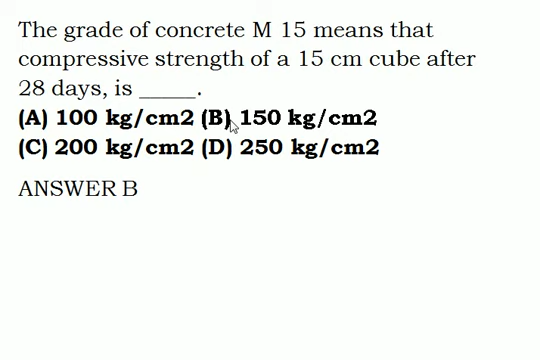 The grade of concrete M 15 means that
compressive strength of a 15 cm cube after
28 days, is _____.
(A) 100 kg/cm2 (B) 150 kg/cm2
(C) 200 kg/cm2 (D) 250 kg/cm2
ANSWER B